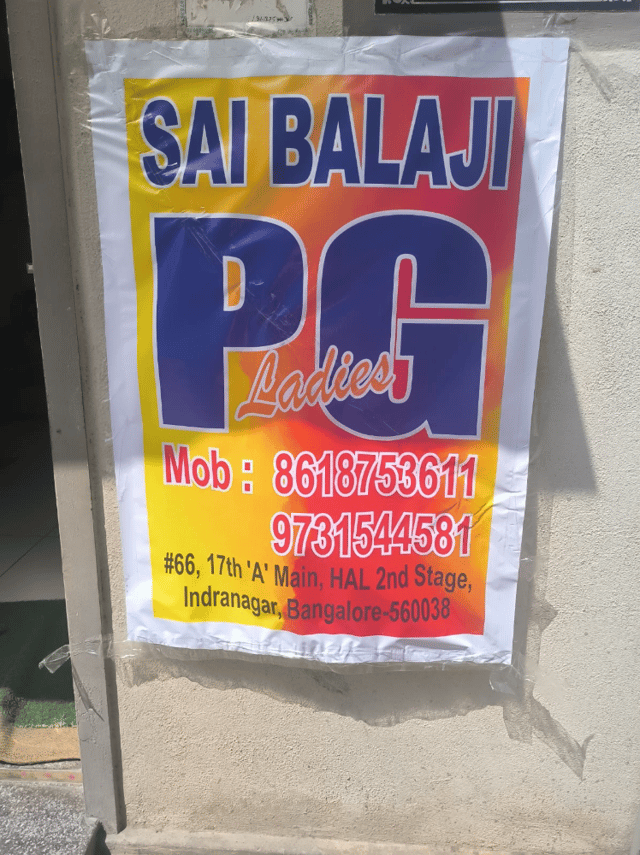 SAI BALAJI
PG
Ladies
Mob : 8618753611
9731544581
#66, 17th 'A' Main, HAL 2nd Stage,
Indranagar, Bangalore-560038